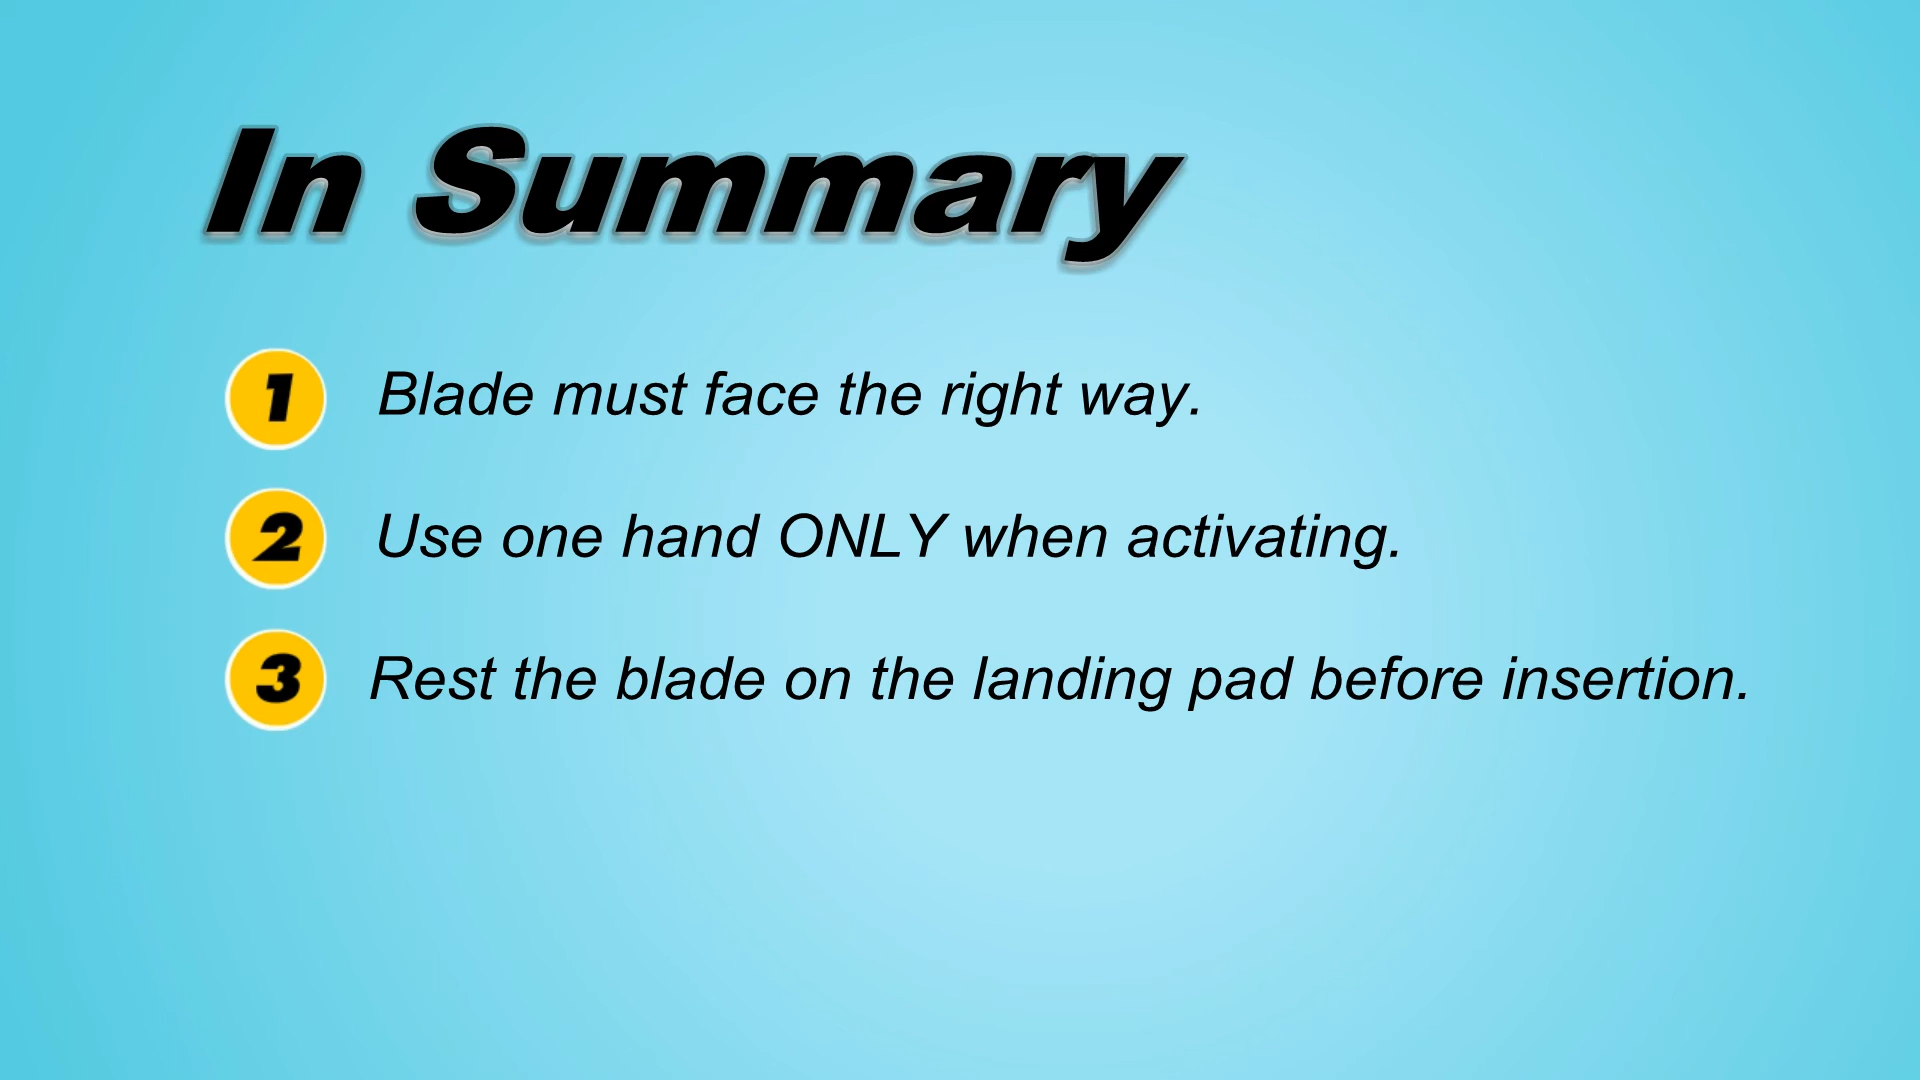 In Summary
1 Blade must face the right way.
2 Use one hand ONLY when activating.
3 Rest the blade on the landing pad before insertion.